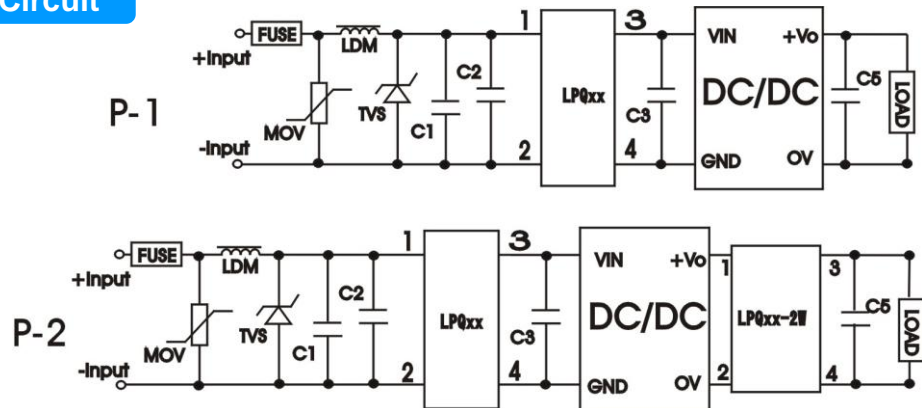 Circuit
P-1
+Input
FUSE
LDM
MOV
TVS
C1
C2
-Input
1
2
LPQxx
3
4
C3
VIN
+Vo
DC/DC
GND
OV
C5
LOAD
P-2
+Input
FUSE
LDM
MOV
TVS
C1
C2
-Input
1
2
LPQxx
3
4
C3
VIN
+Vo
DC/DC
GND
OV
1
2
LPQxx-2W
3
4
C5
LOAD